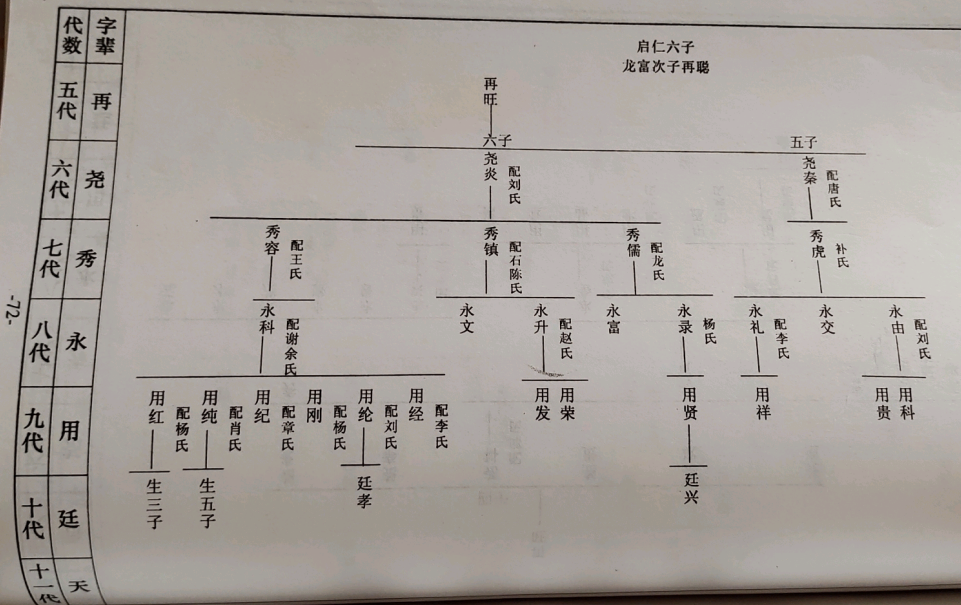 字辈
代数
启仁六子
龙富次子再聪
再
五代
再旺
六子
五子
尧
六代
尧炎
配刘氏
尧秦
配唐氏
秀
七代
秀容
配王氏
秀镇
配石陈氏
秀儒
配龙氏
秀虎
补氏
永
八代
永科
配谢余氏
永文
永升
配赵氏
永富
永录
杨氏
永礼
配李氏
永交
永由
配刘氏
用
九代
用红
配杨氏
用纯
配肖氏
用纪
配章氏
用刚
配杨氏
用纶
配刘氏
用经
配李氏
用发
用荣
用贤
用祥
用贵
用科
廷
十代
生三子
生五子
廷孝
廷兴
天
十一代
-72-